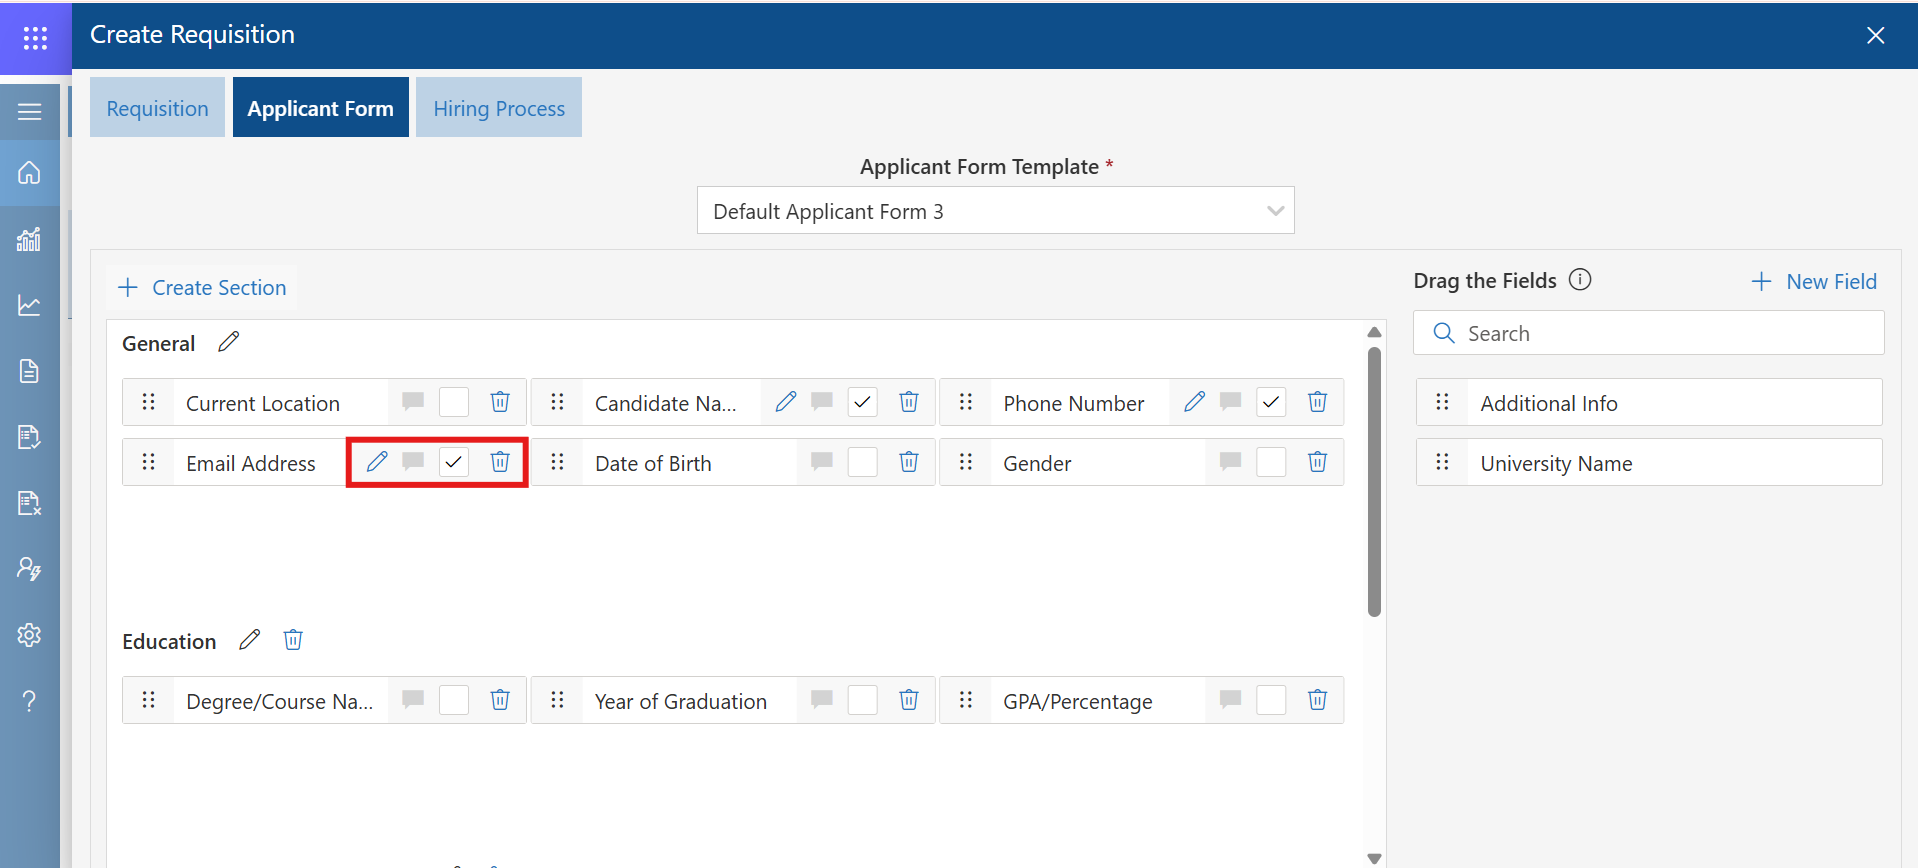 Create Requisition
Requisition
Applicant Form
Hiring Process
Applicant Form Template *
Default Applicant Form 3
Create Section
General
Current Location
Candidate Na...
Phone Number
Email Address
Date of Birth
Gender
Education
Degree/Course Na...
Year of Graduation
GPA/Percentage
Drag the Fields
New Field
Search
Additional Info
University Name